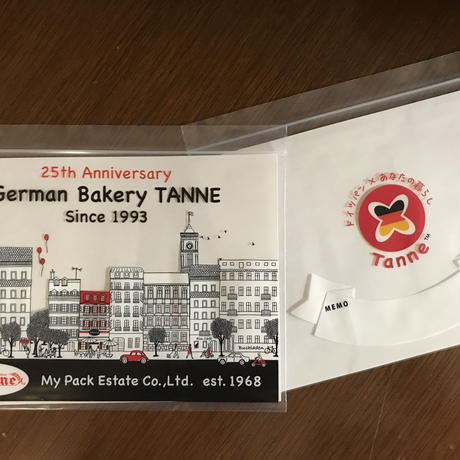 25th Anniversary
German Bakery TANNE
Since 1993
My Pack Estate Co.,Ltd. est. 1968
ドイツパン×あなたの暮らし
Tanne™
MEMO